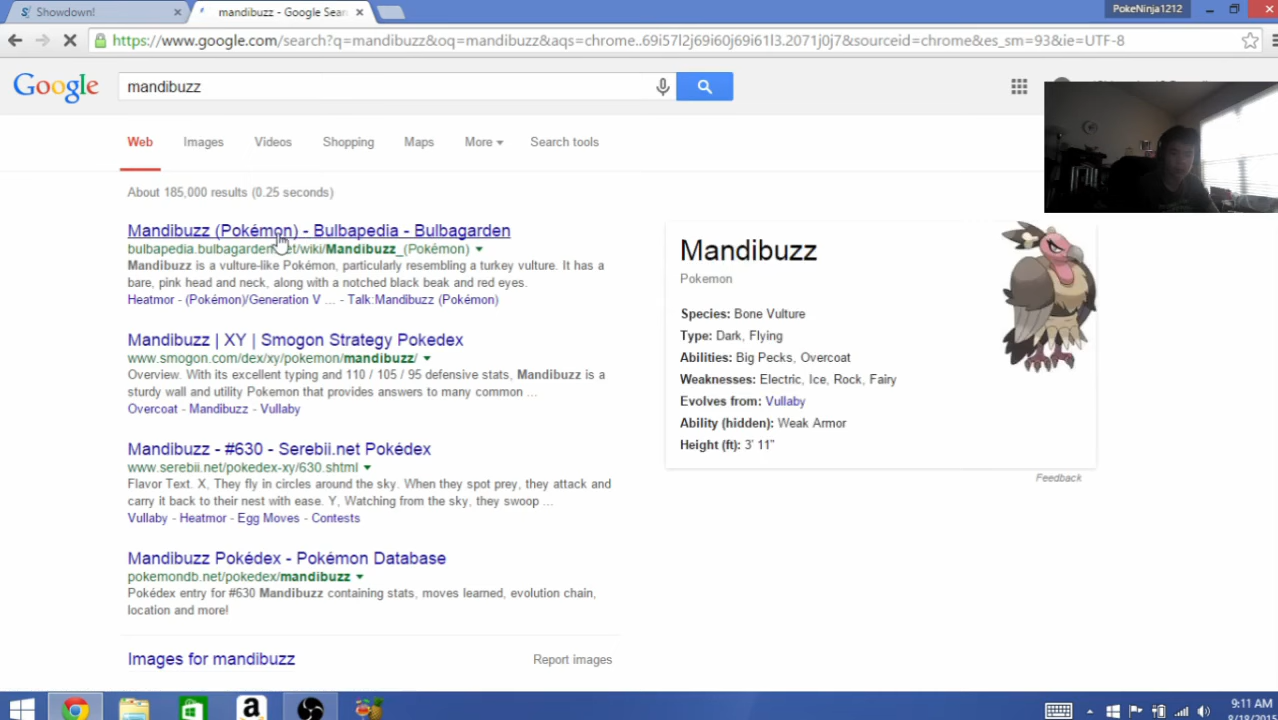 Showdown!
mandibuzz - Google Sear
PokeNinja1212
https://www.google.com/search?q=mandibuzz&oq=mandibuzz&aqs=chrome..69i57l2j69i60j69i61l3.2071j0j7&sourceid=chrome&es_sm=93&ie=UTF-8
Google
mandibuzz
Web Images Videos Shopping Maps More Search tools
About 185,000 results (0.25 seconds)
Mandibuzz (Pokémon) - Bulbapedia - Bulbagarden
bulbapedia.bulbagarden.net/wiki/Mandibuzz_(Pokémon)
Mandibuzz is a vulture-like Pokémon, particularly resembling a turkey vulture. It has a
bare, pink head and neck, along with a notched black beak and red eyes.
Heatmor - (Pokémon)/Generation V ... - Talk:Mandibuzz (Pokémon)
Mandibuzz | XY | Smogon Strategy Pokedex
www.smogon.com/dex/xy/pokemon/mandibuzz/
Overview. With its excellent typing and 110 / 105 / 95 defensive stats, Mandibuzz is a
sturdy wall and utility Pokemon that provides answers to many common ...
Overcoat - Mandibuzz - Vullaby
Mandibuzz - #630 - Serebii.net Pokédex
www.serebii.net/pokedex-xy/630.shtml
Flavor Text. X, They fly in circles around the sky. When they spot prey, they attack and
carry it back to their nest with ease. Y, Watching from the sky, they swoop ...
Vullaby - Heatmor - Egg Moves - Contests
Mandibuzz Pokédex - Pokémon Database
pokemondb.net/pokedex/mandibuzz
Pokédex entry for #630 Mandibuzz containing stats, moves learned, evolution chain,
location and more!
Images for mandibuzz
Report images
Mandibuzz
Pokemon
Species: Bone Vulture
Type: Dark, Flying
Abilities: Big Pecks, Overcoat
Weaknesses: Electric, Ice, Rock, Fairy
Evolves from: Vullaby
Ability (hidden): Weak Armor
Height (ft): 3' 11"
Feedback
a
9:11 AM